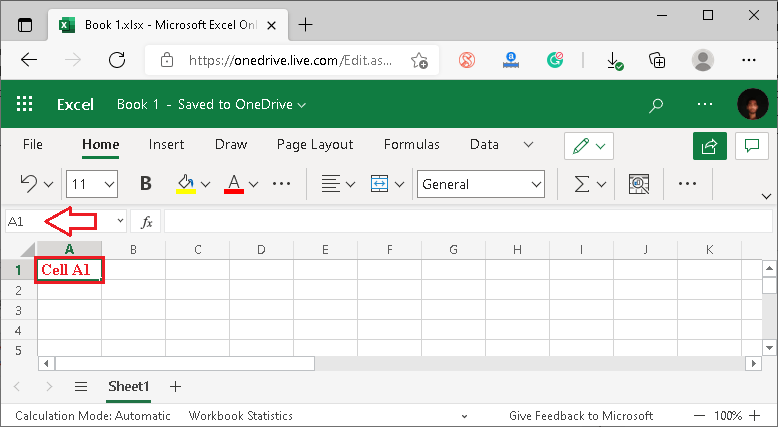 Book 1.xlsx - Microsoft Excel Onl
https://onedrive.live.com/Edit.as...
Excel Book 1 - Saved to OneDrive
File Home Insert Draw Page Layout Formulas Data
11 B A ... General Σ ...
A1 fx
A B C D E F G H I J K
1 Cell A1
2
3
4
5
Sheet1 +
Calculation Mode: Automatic Workbook Statistics Give Feedback to Microsoft — 100% +